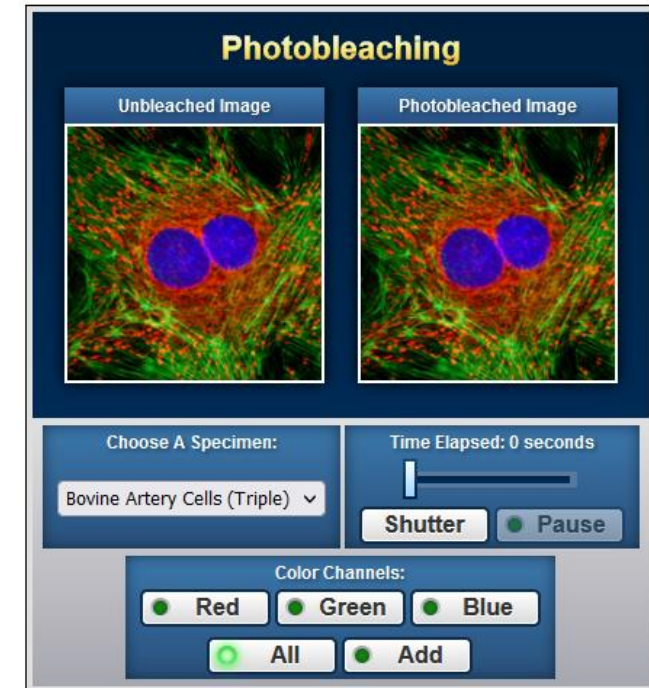 Photobleaching
Unbleached Image
Photobleached Image
Choose A Specimen:
Bovine Artery Cells (Triple)
Time Elapsed: 0 seconds
Shutter
Pause
Color Channels:
Red
Green
Blue
All
Add